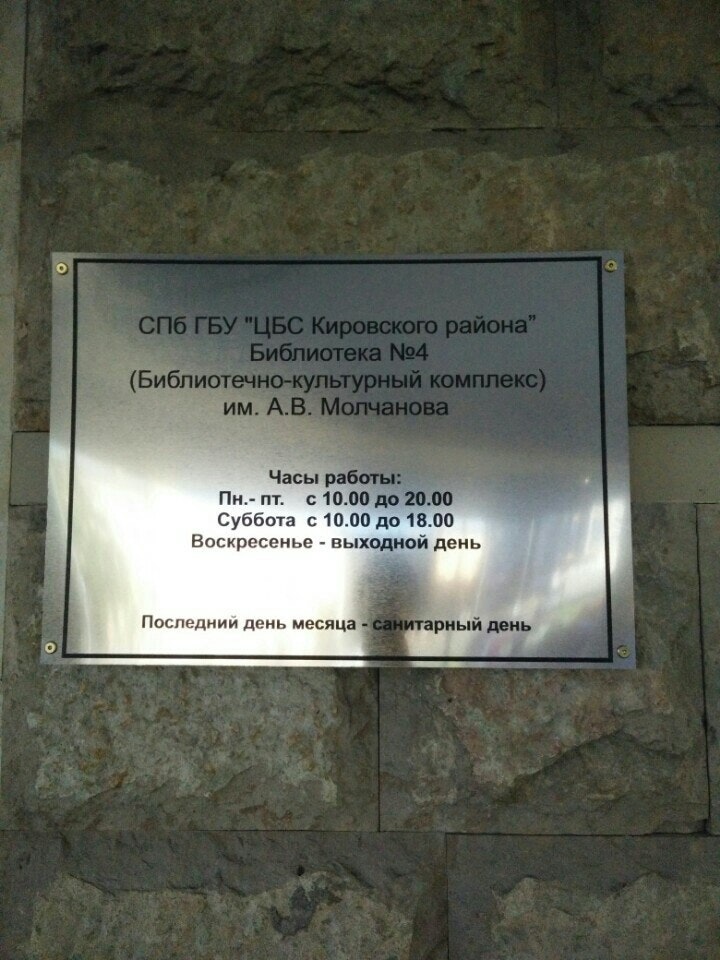 СПб ГБУ "ЦБС Кировского района”
Библиотека №4
(Библиотечно-культурный комплекс)
им. А.В. Молчанова
Часы работы:
Пн.- пт. с 10.00 до 20.00
Суббота с 10.00 до 18.00
Воскресенье - выходной день
Последний день месяца - санитарный день